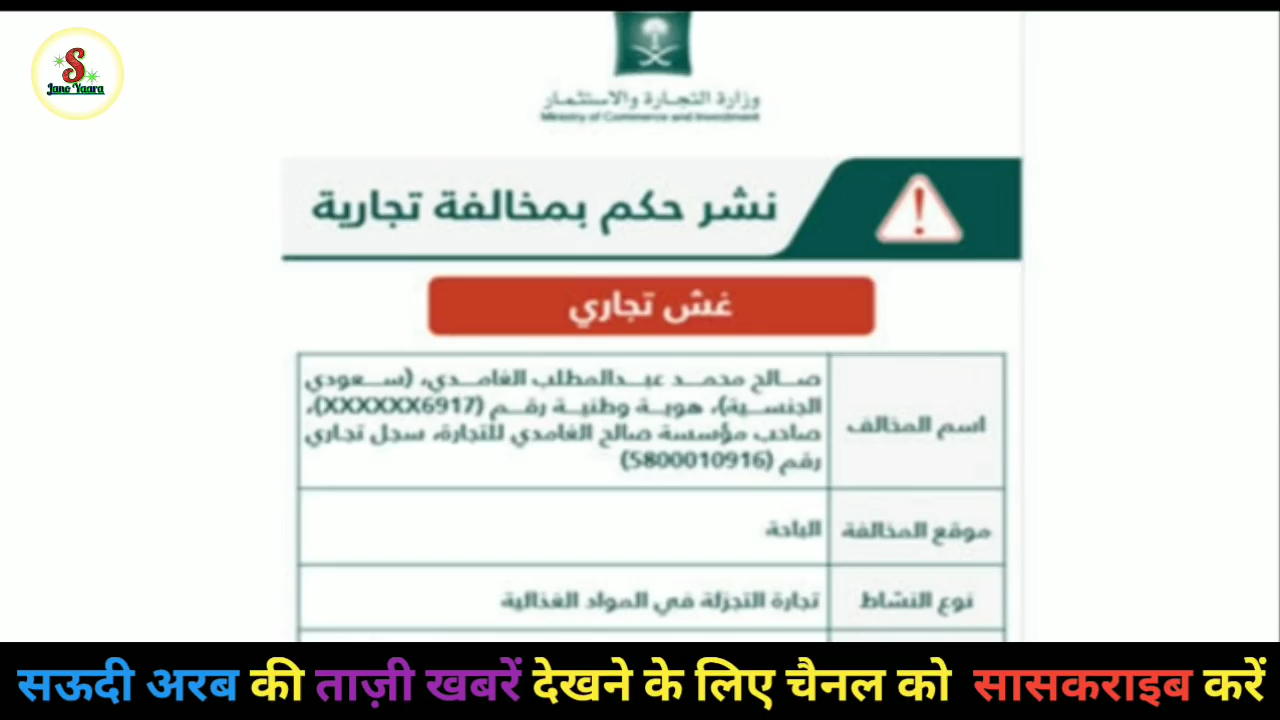 S
Jano Yaara
وزارة التجارة والاستثمار
Ministry of Commerce and Investment
نشر حكم بمخالفة تجارية
غش تجاري
اسم المخالف
صالح محمد عبدالمطلب الغامدي، (سعودي
الجنسية)، هوية وطنية رقم (XXXXXX6917)،
صاحب مؤسسة صالح الغامدي للتجارة، سجل تجاري
رقم (5800010916)
موقع المخالفة
الباحة
نوع النشاط
تجارة التجزئة في المواد الغذائية
सऊदी अरब की ताज़ी खबरें देखने के लिए चैनल को सासकराइब करें